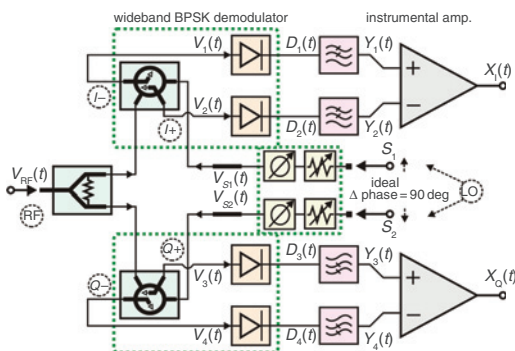 wideband BPSK demodulator
instrumental amp.
V1(t)
D1(t)
Y1(t)
XI(t)
I−
V2(t)
D2(t)
Y2(t)
I+
VRF(t)
RF
VS1
VS2
S1
ideal
Δ phase = 90 deg
LO
S2
Q+
D3(t)
Y3(t)
V3(t)
XQ(t)
Q−
V4(t)
D4(t)
Y4(t)
+
−
+
−